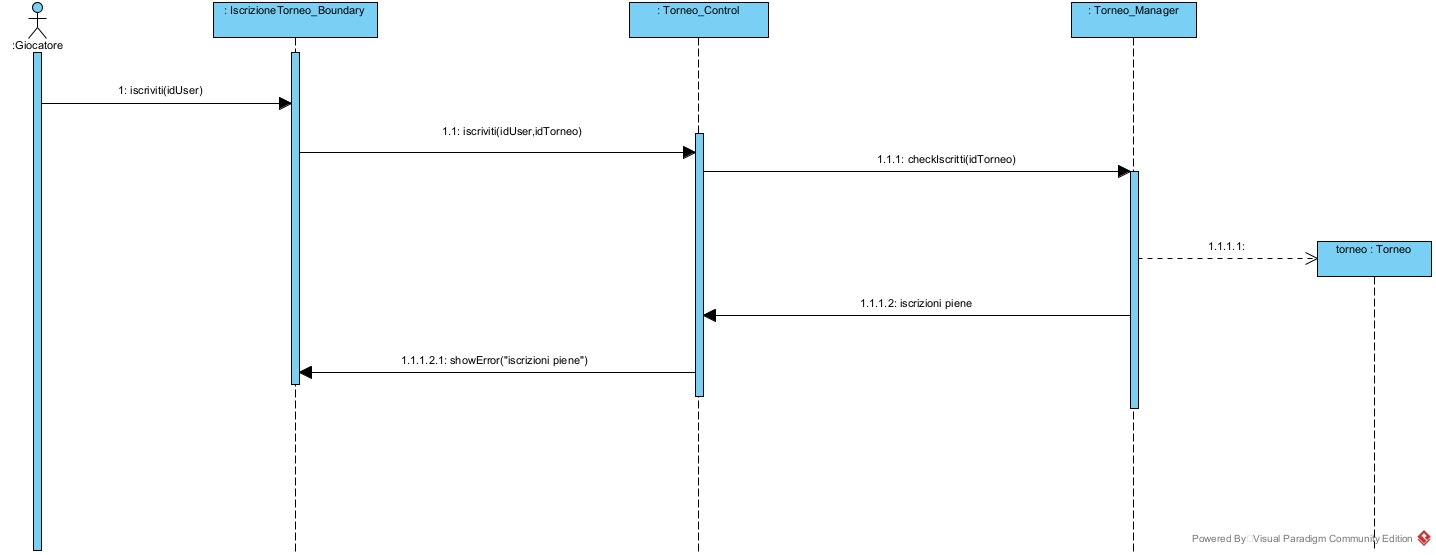 : IscrizioneTorneo_Boundary
: Torneo_Control
: Torneo_Manager
:Giocatore
1: iscriviti(idUser)
1.1: iscriviti(idUser,idTorneo)
1.1.1: checkIscritti(idTorneo)
1.1.1.1:
torneo : Torneo
1.1.1.2: iscrizioni piene
1.1.1.2.1: showError("iscrizioni piene")
Powered By Visual Paradigm Community Edition